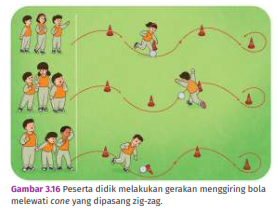 Gambar 3.16 Peserta didik melakukan gerakan menggiring bola
melewati cone yang dipasang zig-zag.